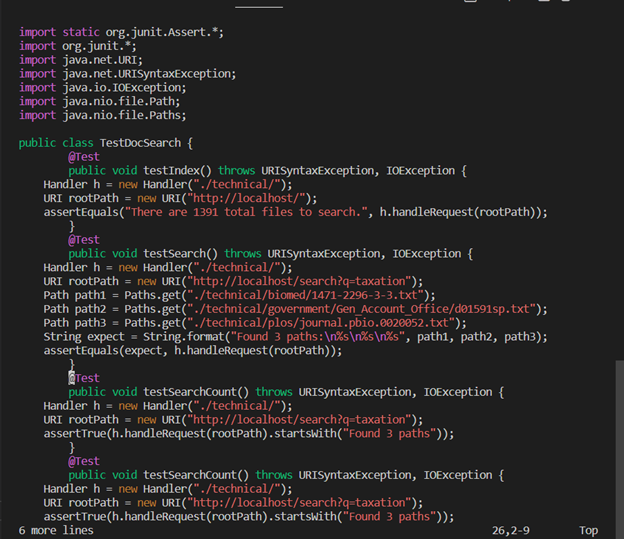 import static org.junit.Assert.*;
import org.junit.*;
import java.net.URI;
import java.net.URISyntaxException;
import java.io.IOException;
import java.nio.file.Path;
import java.nio.file.Paths;

public class TestDocSearch {
        @Test
        public void testIndex() throws URISyntaxException, IOException {
    Handler h = new Handler("./technical/");
    URI rootPath = new URI("http://localhost/");
    assertEquals("There are 1391 total files to search.", h.handleRequest(rootPath));
        }
        @Test
        public void testSearch() throws URISyntaxException, IOException {
    Handler h = new Handler("./technical/");
    URI rootPath = new URI("http://localhost/search?q=taxation");
    Path path1 = Paths.get("./technical/biomed/1471-2296-3-3.txt");
    Path path2 = Paths.get("./technical/government/Gen_Account_Office/d01591sp.txt");
    Path path3 = Paths.get("./technical/plos/journal.pbio.0020052.txt");
    String expect = String.format("Found 3 paths:\n%s\n%s\n%s", path1, path2, path3);
    assertEquals(expect, h.handleRequest(rootPath));
        }
        @Test
        public void testSearchCount() throws URISyntaxException, IOException {
    Handler h = new Handler("./technical/");
    URI rootPath = new URI("http://localhost/search?q=taxation");
    assertTrue(h.handleRequest(rootPath).startsWith("Found 3 paths"));
        }
        @Test
        public void testSearchCount() throws URISyntaxException, IOException {
    Handler h = new Handler("./technical/");
    URI rootPath = new URI("http://localhost/search?q=taxation");
    assertTrue(h.handleRequest(rootPath).startsWith("Found 3 paths"));
6 more lines 26,2-9 Top